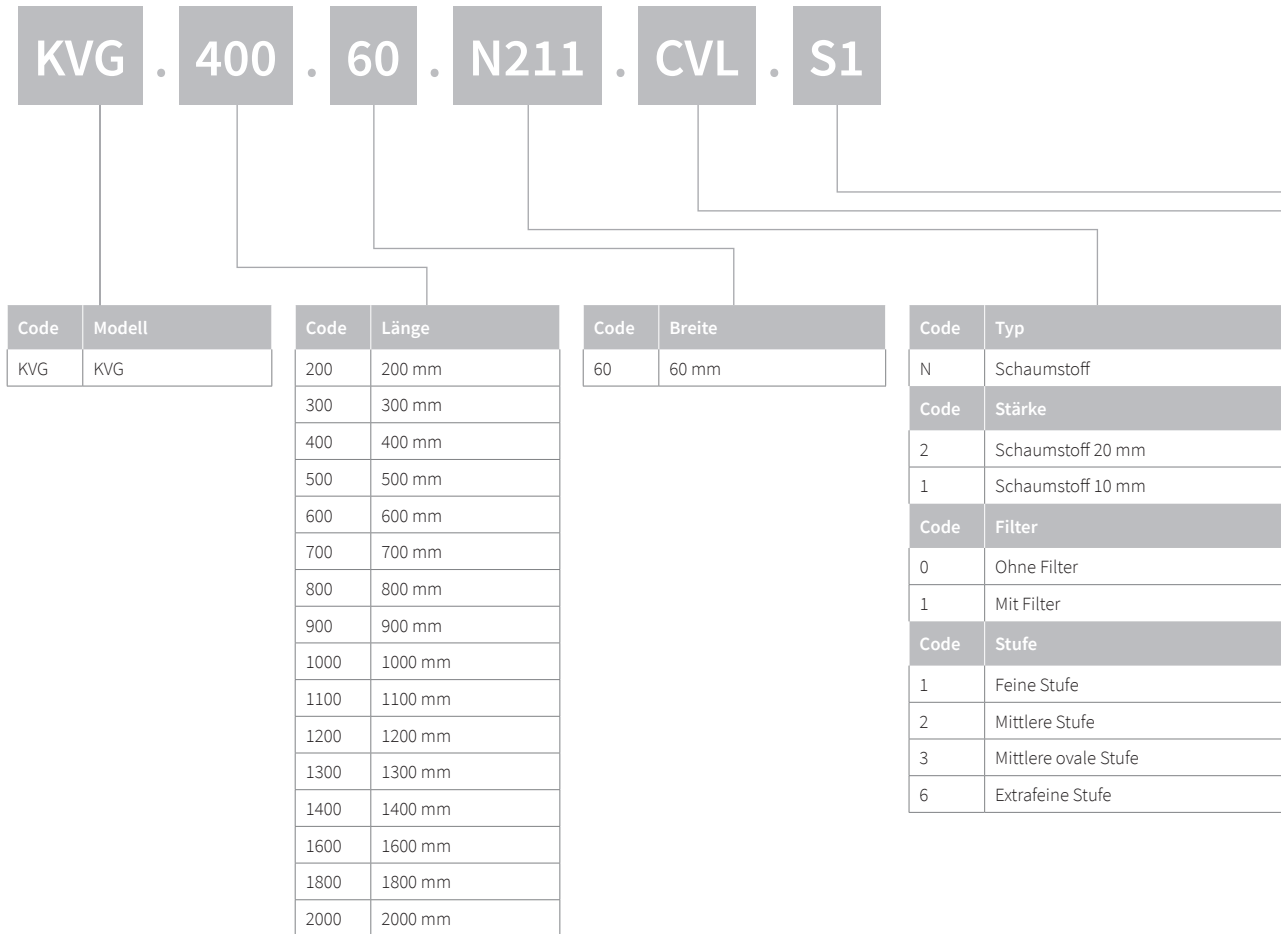 KVG . 400 . 60 . N211 . CVL . S1
Code Modell
KVG KVG
Code Länge
200 200 mm
300 300 mm
400 400 mm
500 500 mm
600 600 mm
700 700 mm
800 800 mm
900 900 mm
1000 1000 mm
1100 1100 mm
1200 1200 mm
1300 1300 mm
1400 1400 mm
1600 1600 mm
1800 1800 mm
2000 2000 mm
Code Breite
60 60 mm
Code Typ
N Schaumstoff
Code Stärke
2 Schaumstoff 20 mm
1 Schaumstoff 10 mm
Code Filter
0 Ohne Filter
1 Mit Filter
Code Stufe
1 Feine Stufe
2 Mittlere Stufe
3 Mittlere ovale Stufe
6 Extrafeine Stufe